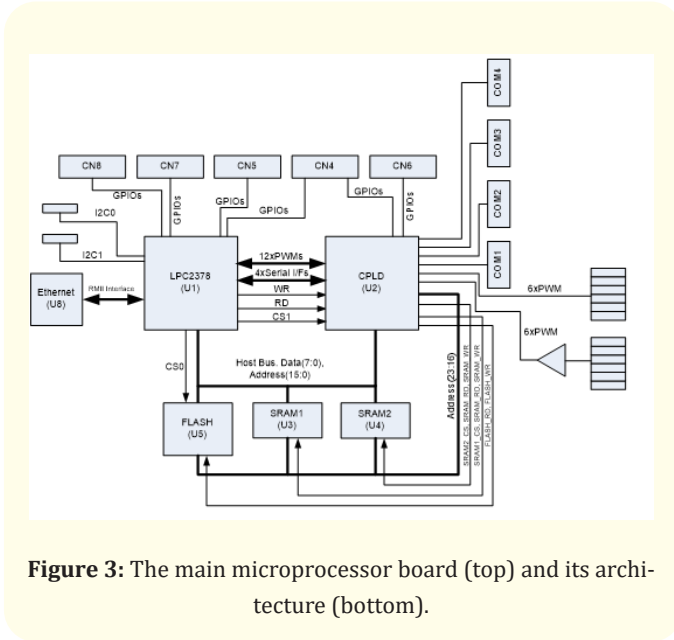 COM4
COM3
COM2
COM1
CN8
CN7
CN5
CN4
CN6
GPIOs
GPIOs
GPIOs
GPIOs
GPIOs
I2C0
I2C1
LPC2378
(U1)
12xPWMs
4xSerial I/Fs
WR
RD
CS1
CPLD
(U2)
Ethernet
(U8)
RMII Interface
6xPWM
6xPWM
CS0
Host Bus. Data(7:0),
Address(15:0)
FLASH
(U5)
SRAM1
(U3)
SRAM2
(U4)
Address(23:16)
SRAM2_CS, SRAM_RD, SRAM_WR
SRAM1_CS, SRAM_RD, SRAM_WR
FLASH_RD, FLASH_WR
Figure 3: The main microprocessor board (top) and its archi-
tecture (bottom).